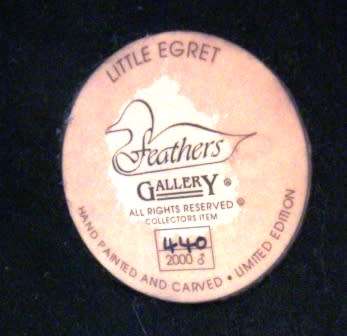 LITTLE EGRET
Feathers
GALLERY ®
ALL RIGHTS RESERVED ©
COLLECTORS ITEM
440
2000 ♂
HAND PAINTED AND CARVED • LIMITED EDITION